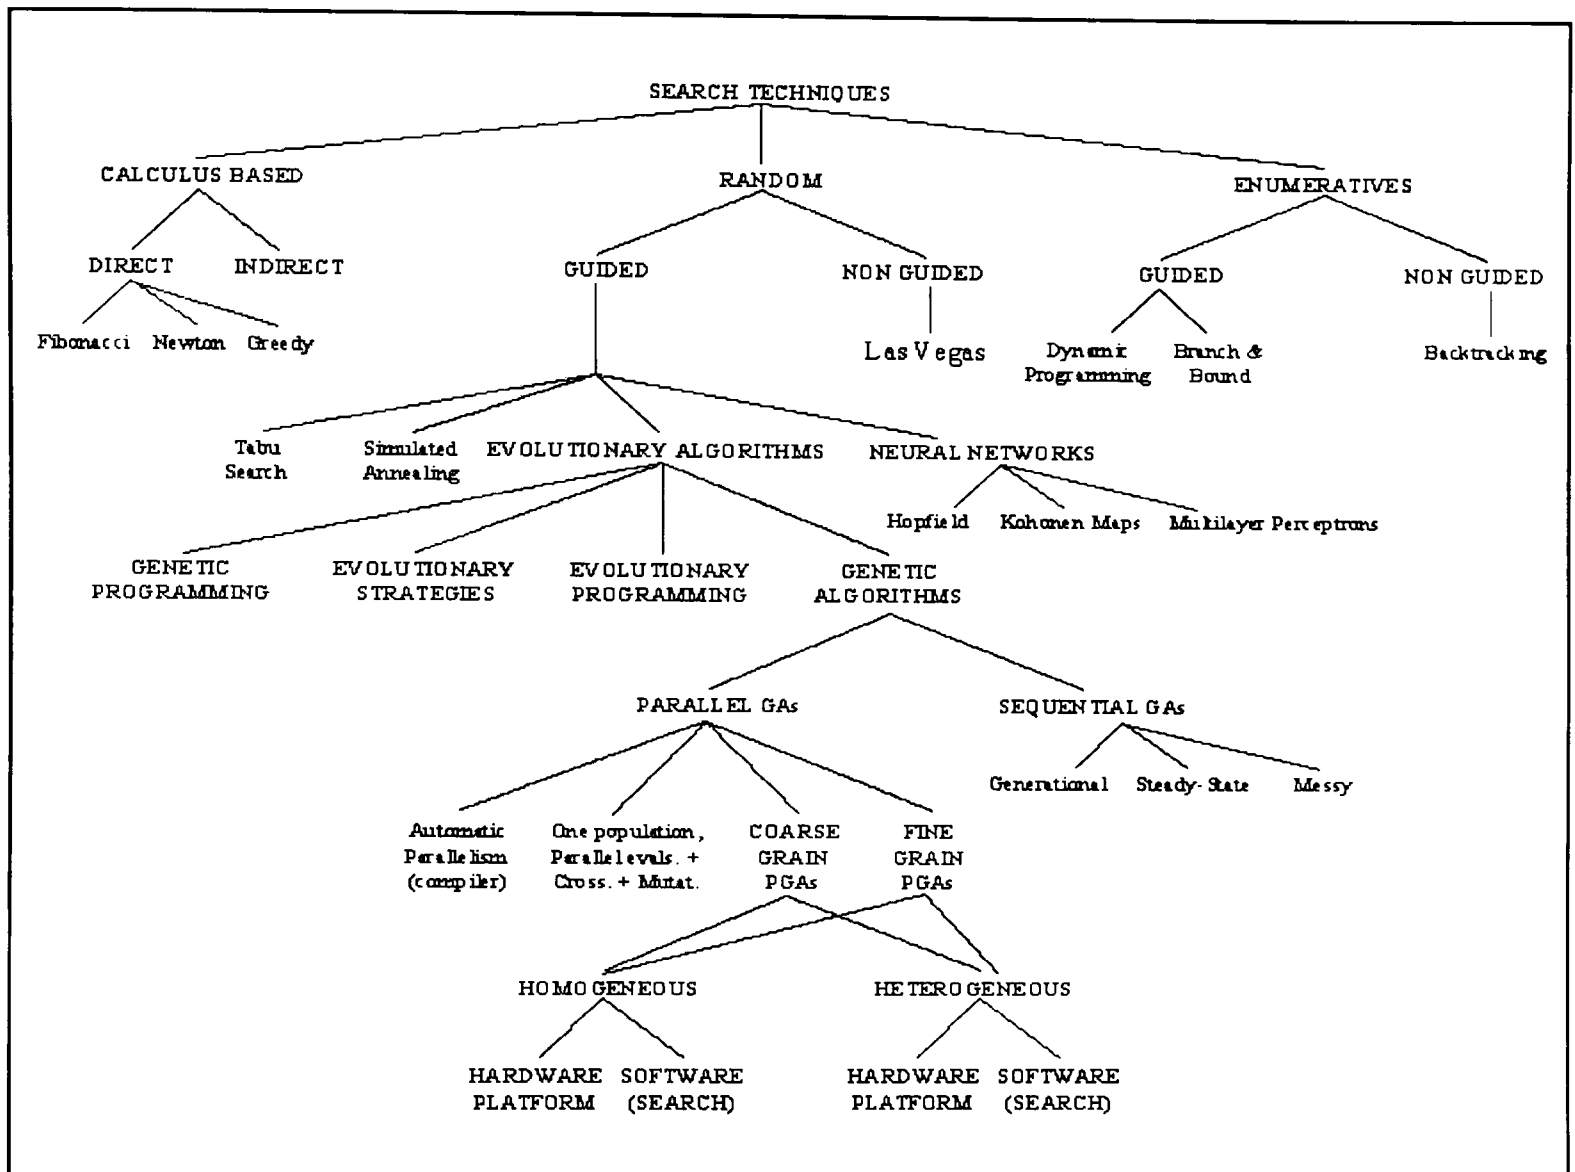 SEARCH TECHNIQUES
CALCULUS BASED
RANDOM
ENUMERATIVES
DIRECT
INDIRECT
GUIDED
NON GUIDED
GUIDED
NON GUIDED
Fibonacci
Newton
Greedy
Las Vegas
Dynamic
Programming
Branch &
Bound
Backtracking
Tabu
Search
Simulated
Annealing
EVOLUTIONARY ALGORITHMS
NEURAL NETWORKS
Hopfield
Kohonen Maps
Multilayer Perceptrons
GENETIC
PROGRAMMING
EVOLUTIONARY
STRATEGIES
EVOLUTIONARY
PROGRAMMING
GENETIC
ALGORITHMS
PARALLEL GAs
SEQUENTIAL GAs
Generational
Steady-State
Messy
Automatic
Parallelism
(compiler)
One population,
Parallel evals. +
Cross. + Mutat.
COARSE
GRAIN
PGAs
FINE
GRAIN
PGAs
HOMOGENEOUS
HETEROGENEOUS
HARDWARE
PLATFORM
SOFTWARE
(SEARCH)
HARDWARE
PLATFORM
SOFTWARE
(SEARCH)